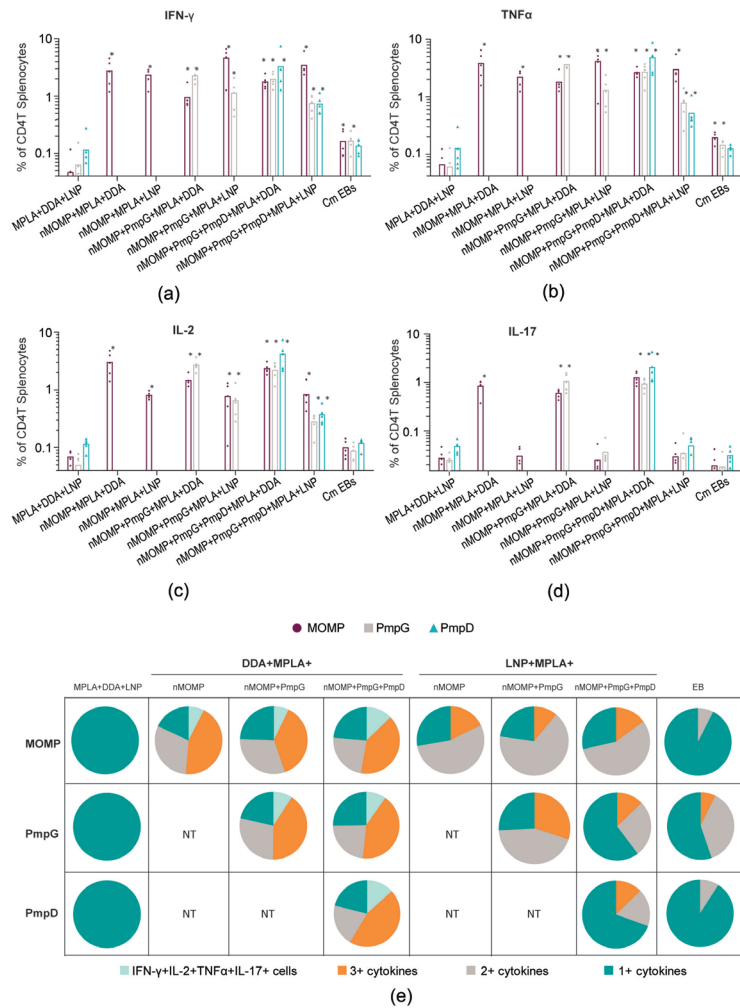 IFN-γ
% of CD4T Splenocytes
10
1
0.1
* * * * * * * * * * * * * * *
MPLA+DDA+LNP
nMOMP+MPLA+DDA
nMOMP+MPLA+LNP
nMOMP+PmpG+MPLA+DDA
nMOMP+PmpG+MPLA+LNP
nMOMP+PmpG+PmpD+MPLA+DDA
nMOMP+PmpG+PmpD+MPLA+LNP
Cm EBs
(a)
TNFα
% of CD4T Splenocytes
10
1
0.1
* * * * * * * * * * * * * *
MPLA+DDA+LNP
nMOMP+MPLA+DDA
nMOMP+MPLA+LNP
nMOMP+PmpG+MPLA+DDA
nMOMP+PmpG+MPLA+LNP
nMOMP+PmpG+PmpD+MPLA+DDA
nMOMP+PmpG+PmpD+MPLA+LNP
Cm EBs
(b)
IL-2
% of CD4T Splenocytes
10
1
0.1
* * * * * * * * * * * *
MPLA+DDA+LNP
nMOMP+MPLA+DDA
nMOMP+MPLA+LNP
nMOMP+PmpG+MPLA+DDA
nMOMP+PmpG+MPLA+LNP
nMOMP+PmpG+PmpD+MPLA+DDA
nMOMP+PmpG+PmpD+MPLA+LNP
Cm EBs
(c)
IL-17
% of CD4T Splenocytes
10
1
0.1
* * * * * *
MPLA+DDA+LNP
nMOMP+MPLA+DDA
nMOMP+MPLA+LNP
nMOMP+PmpG+MPLA+DDA
nMOMP+PmpG+MPLA+LNP
nMOMP+PmpG+PmpD+MPLA+DDA
nMOMP+PmpG+PmpD+MPLA+LNP
Cm EBs
(d)
MOMP PmpG PmpD
DDA+MPLA+ LNP+MPLA+
MPLA+DDA+LNP nMOMP nMOMP+PmpG nMOMP+PmpG+PmpD nMOMP nMOMP+PmpG nMOMP+PmpG+PmpD EB
MOMP
PmpG NT NT
PmpD NT NT NT NT
IFN-γ+IL-2+TNFα+IL-17+ cells 3+ cytokines 2+ cytokines 1+ cytokines
(e)